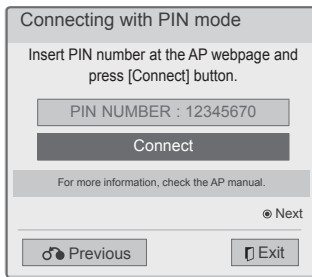 Connecting with PIN mode
Insert PIN number at the AP webpage and
press [Connect] button.
PIN NUMBER : 12345670
Connect
For more information, check the AP manual.
Next
Previous
Exit